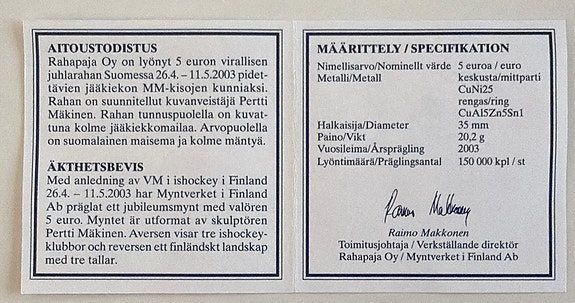 AITOUSTODISTUS
Rahapaja Oy on lyönyt 5 euron virallisen
juhlarahan Suomessa 26.4. – 11.5.2003 pidet-
tävien jääkiekon MM-kisojen kunniaksi.
Rahan on suunnitellut kuvanveistäjä Pertti
Mäkinen. Rahan tunnuspuolella on kuvat-
tuna kolme jääkiekkomailaa. Arvopuolella
on suomalainen maisema ja kolme mäntyä.
ÄKTHETSBEVIS
Med anledning av VM i ishockey i Finland
26.4. – 11.5.2003 har Myntverket i Finland
Ab präglat ett jubileumsmynt med valören
5 euro. Myntet är utformat av skulptören
Pertti Mäkinen. Aversen visar tre ishockey-
klubbor och reversen ett finländskt landskap
med tre tallar.
MÄÄRITTELY / SPECIFIKATION
Nimellisarvo/Nominellt värde 5 euroa / euro
Metalli/Metall keskusta/mittparti
CuNi25
rengas/ring
CuAl5Zn5Sn1
Halkaisija/Diameter 35 mm
Paino/Vikt 20,2 g
Vuosileima/Årsprägling 2003
Lyöntimäärä/Präglingsantal 150 000 kpl / st
Raimo Makkonen
Raimo Makkonen
Toimitusjohtaja / Verkställande direktör
Rahapaja Oy / Myntverket i Finland Ab